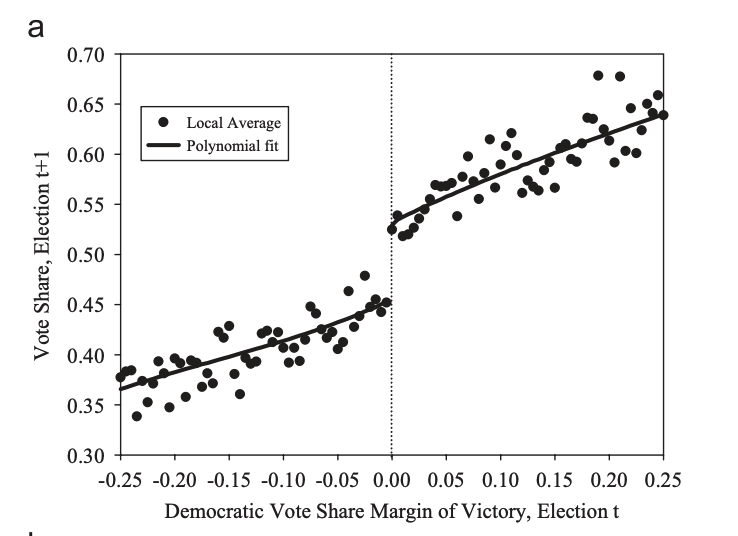 a
0.70
0.65
0.60
0.55
0.50
0.45
0.40
0.35
0.30
Vote Share, Election t+1
Local Average
Polynomial fit
-0.25 -0.20 -0.15 -0.10 -0.05 0.00 0.05 0.10 0.15 0.20 0.25
Democratic Vote Share Margin of Victory, Election t